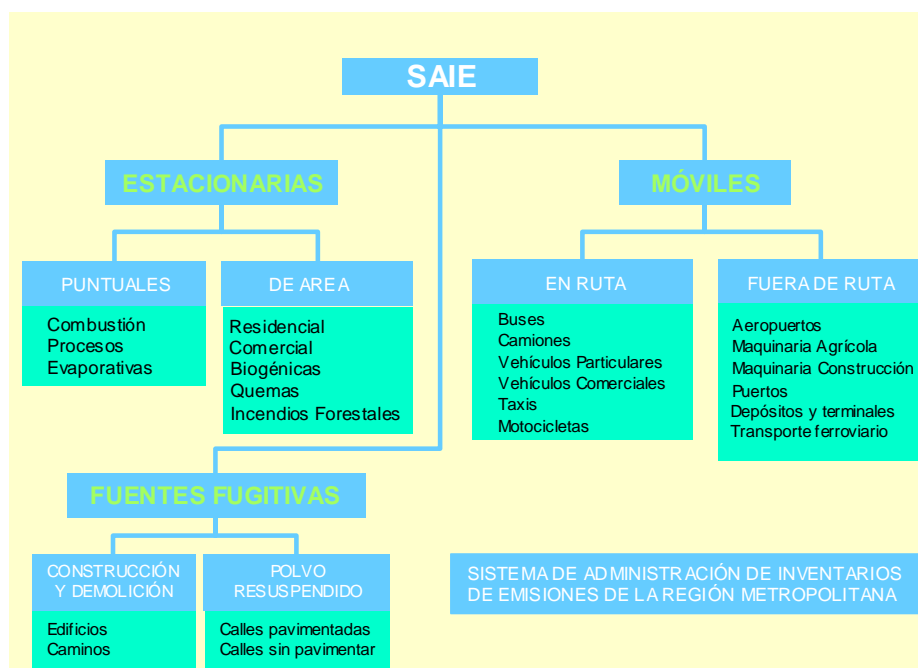 SAIE
ESTACIONARIAS
MÓVILES
PUNTUALES
Combustión
Procesos
Evaporativas
DE AREA
Residencial
Comercial
Biogénicas
Quemas
Incendios Forestales
EN RUTA
Buses
Camiones
Vehículos Particulares
Vehículos Comerciales
Taxis
Motocicletas
FUERA DE RUTA
Aeropuertos
Maquinaria Agrícola
Maquinaria Construcción
Puertos
Depósitos y terminales
Transporte ferroviario
FUENTES FUGITIVAS
CONSTRUCCIÓN
Y DEMOLICIÓN
Edificios
Caminos
POLVO
RESUSPENDIDO
Calles pavimentadas
Calles sin pavimentar
SISTEMA DE ADMINISTRACIÓN DE INVENTARIOS
DE EMISIONES DE LA REGIÓN METROPOLITANA